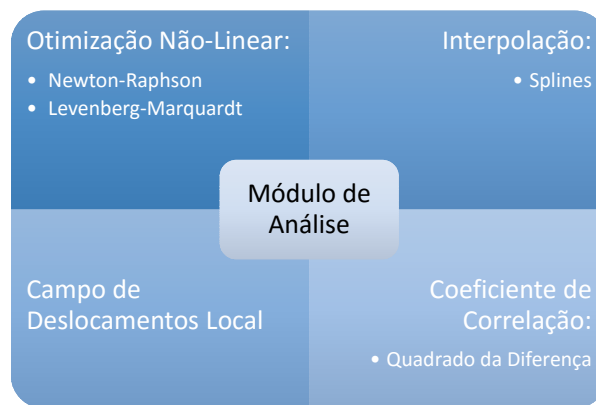 Otimização Não-Linear:
• Newton-Raphson
• Levenberg-Marquardt
Interpolação:
• Splines
Módulo de
Análise
Campo de
Deslocamentos Local
Coeficiente de
Correlação:
• Quadrado da Diferença